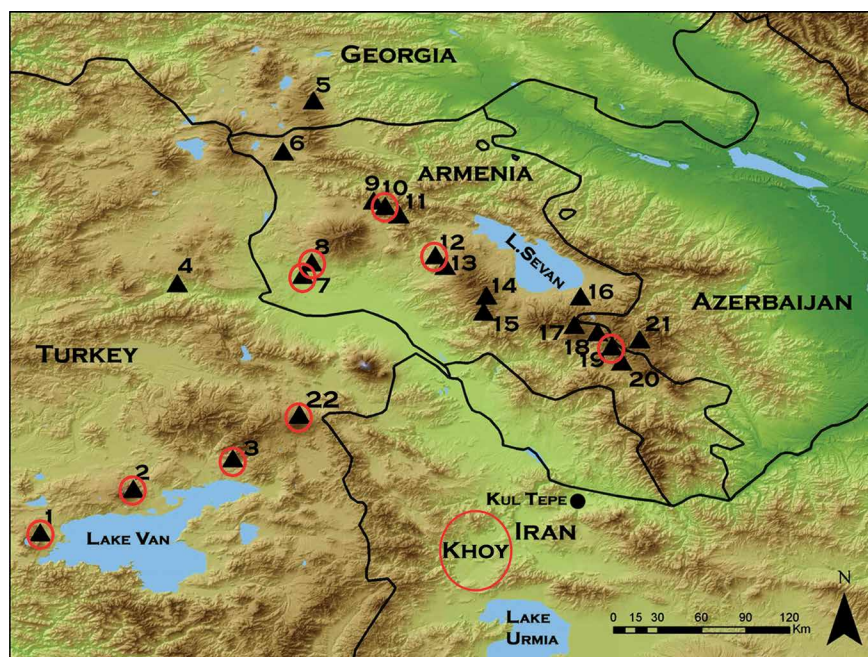 GEORGIA
5
6
ARMENIA
9 10
11
8
7
12
13
L. SEVAN
4
14
15
16
AZERBAIJAN
17
18
19
21
20
TURKEY
22
3
2
1
LAKE VAN
KUL TEPE
IRAN
KHOY
LAKE
URMIA
N
0 15 30 60 90 120
Km